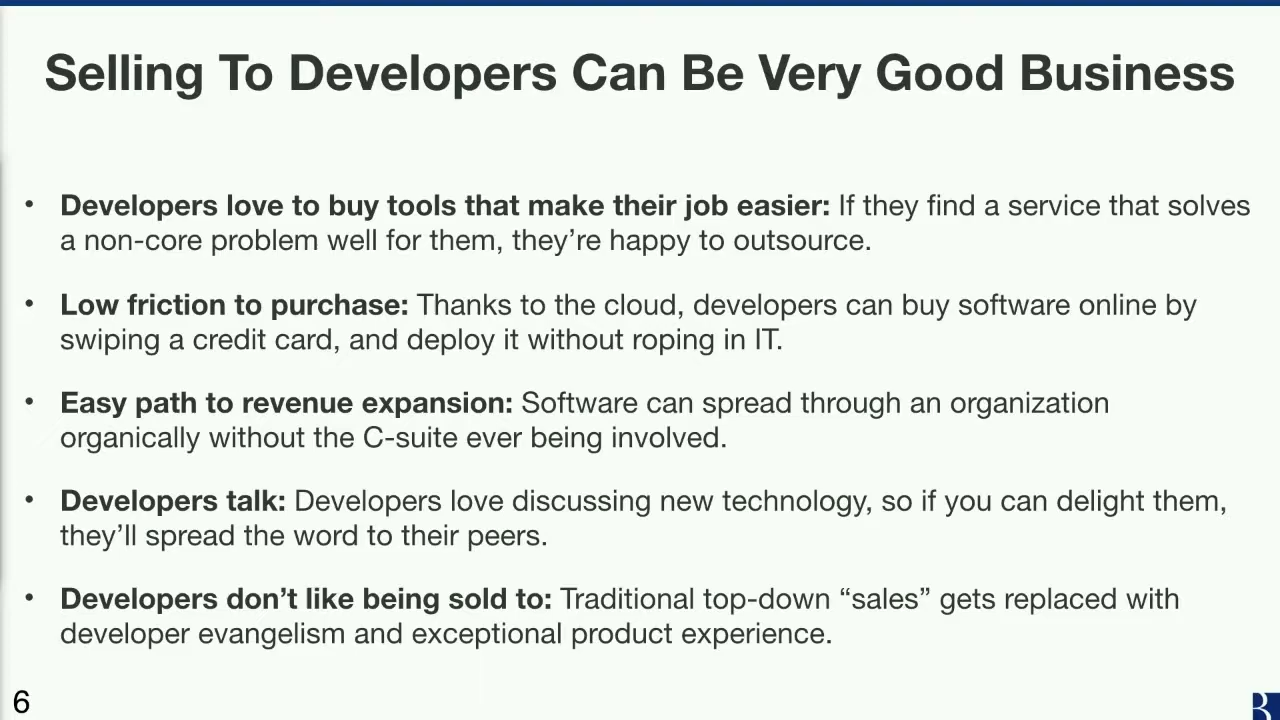 Selling To Developers Can Be Very Good Business
• Developers love to buy tools that make their job easier: If they find a service that solves
a non-core problem well for them, they’re happy to outsource.
• Low friction to purchase: Thanks to the cloud, developers can buy software online by
swiping a credit card, and deploy it without roping in IT.
• Easy path to revenue expansion: Software can spread through an organization
organically without the C-suite ever being involved.
• Developers talk: Developers love discussing new technology, so if you can delight them,
they’ll spread the word to their peers.
• Developers don’t like being sold to: Traditional top-down “sales” gets replaced with
developer evangelism and exceptional product experience.
6